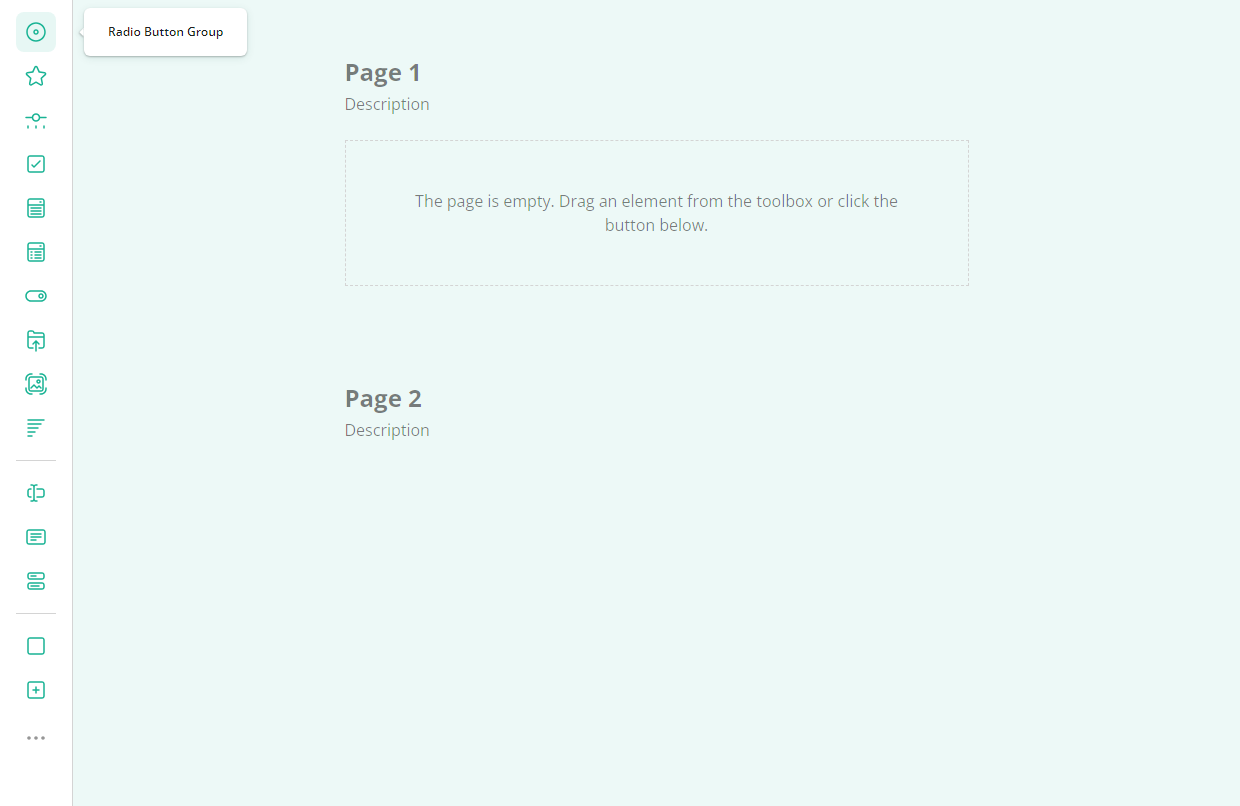 Radio Button Group
Page 1
Description
The page is empty. Drag an element from the toolbox or click the
button below.
Page 2
Description